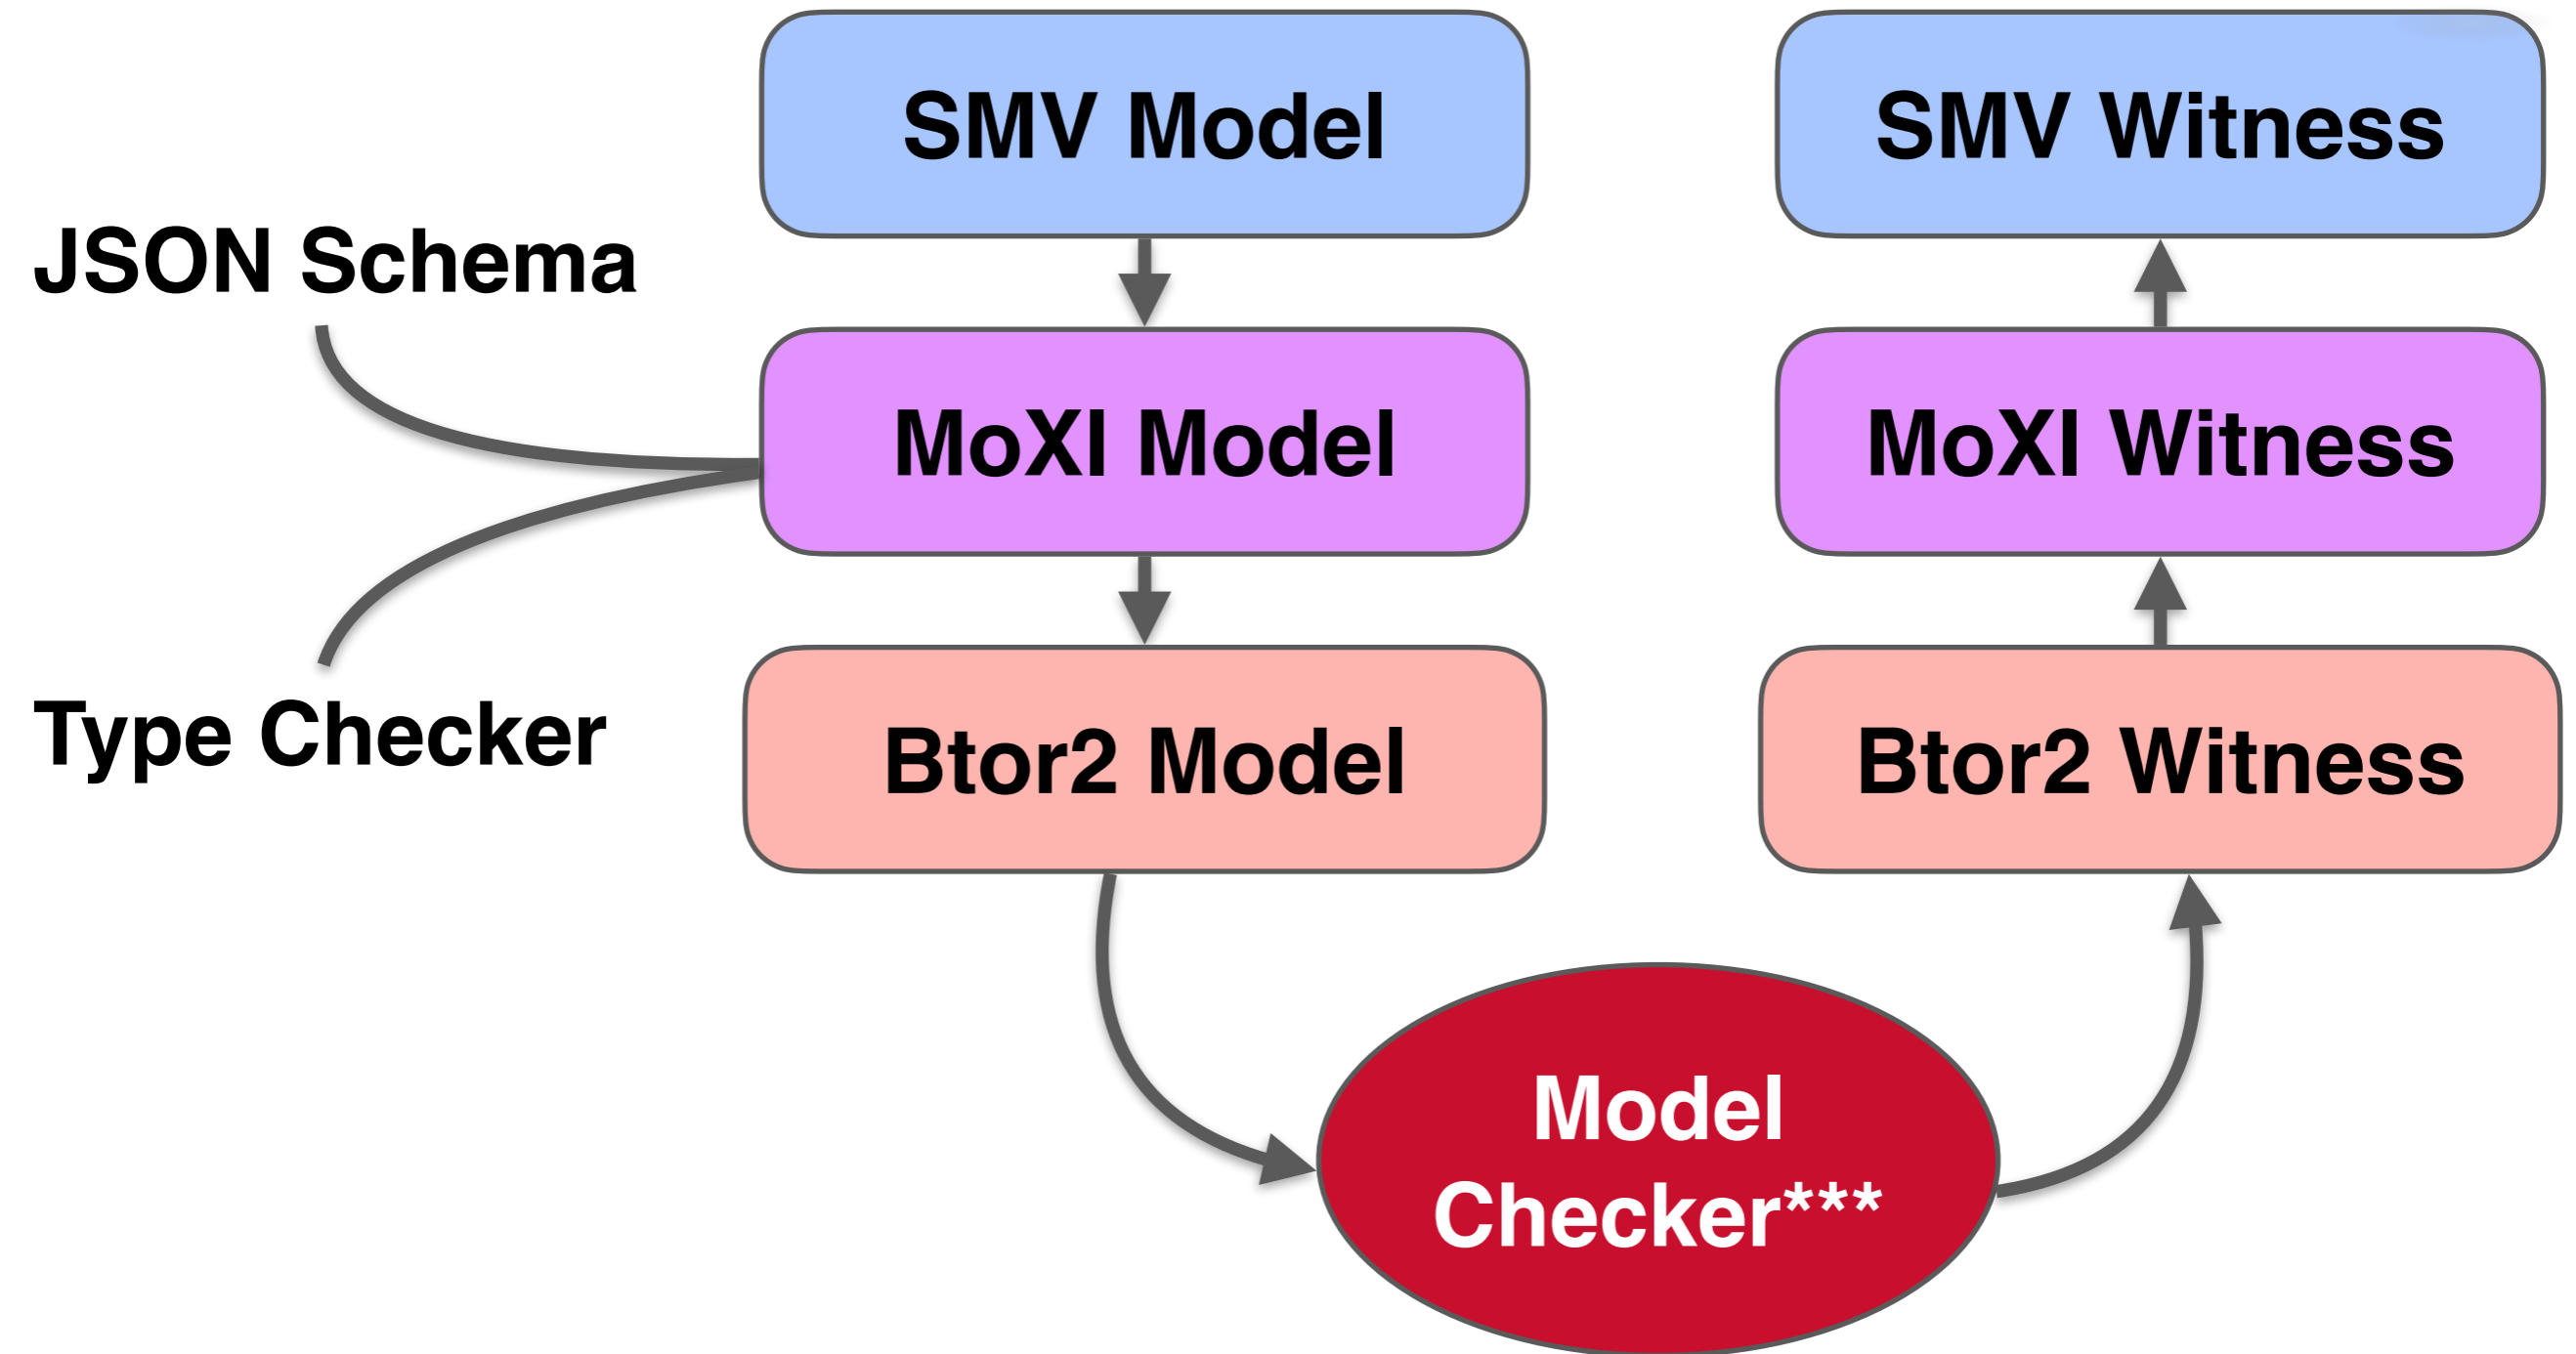 SMV Model
SMV Witness
JSON Schema
MoXI Model
MoXI Witness
Type Checker
Btor2 Model
Btor2 Witness
Model
Checker***